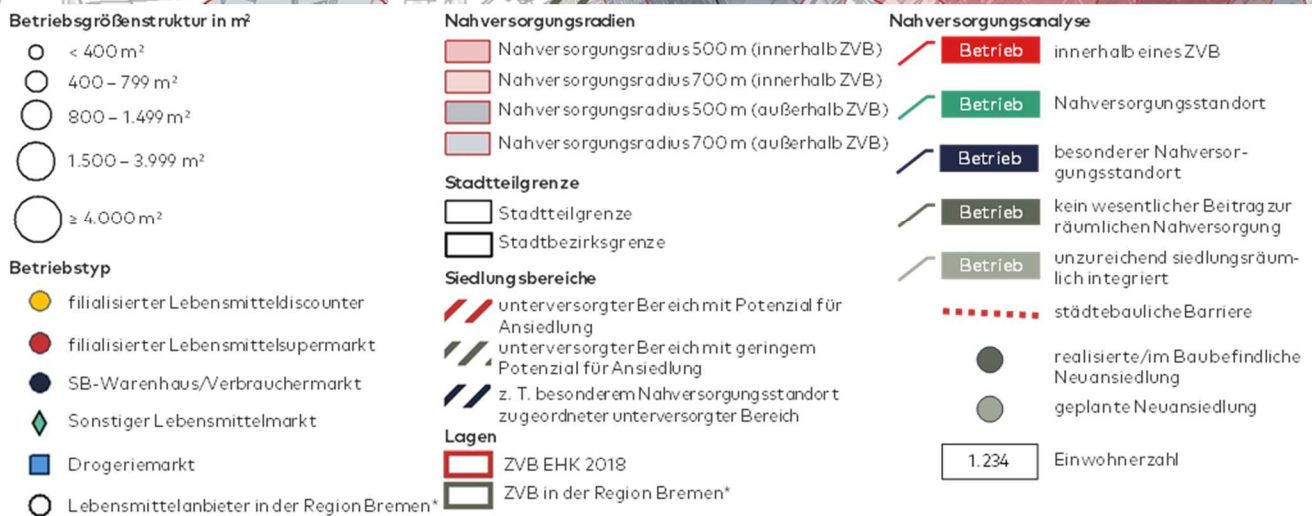 Betriebsgrößenstruktur in m²
< 400 m²
400 – 799 m²
800 – 1.499 m²
1.500 – 3.999 m²
≥ 4.000 m²
Betriebstyp
filialisierter Lebensmitteldiscounter
filialisierter Lebensmittelsupermarkt
SB-Warenhaus/Verbrauchermarkt
Sonstiger Lebensmittelmarkt
Drogeriemarkt
Lebensmittelanbieter in der Region Bremen*
Nahversorgungsradien
Nahversorgungsradius 500 m (innerhalb ZVB)
Nahversorgungsradius 700 m (innerhalb ZVB)
Nahversorgungsradius 500 m (außerhalb ZVB)
Nahversorgungsradius 700 m (außerhalb ZVB)
Stadtteilgrenze
Stadtteilgrenze
Stadtbezirksgrenze
Siedlungsbereiche
unterversorgter Bereich mit Potenzial für
Ansiedlung
unterversorgter Bereich mit geringem
Potenzial für Ansiedlung
z. T. besonderem Nahversorgungsstandort
zugeordneter unterversorgter Bereich
Lagen
ZVB EHK 2018
ZVB in der Region Bremen*
Nahversorgungsanalyse
Betrieb innerhalb eines ZVB
Betrieb Nahversorgungsstandort
Betrieb besonderer Nahversor-
gungsstandort
Betrieb kein wesentlicher Beitrag zur
räumlichen Nahversorgung
Betrieb unzureichend siedlungsräum-
lich integriert
städtebauliche Barriere
realisierte/im Bau befindliche
Neuansiedlung
geplante Neuansiedlung
1.234 Einwohnerzahl